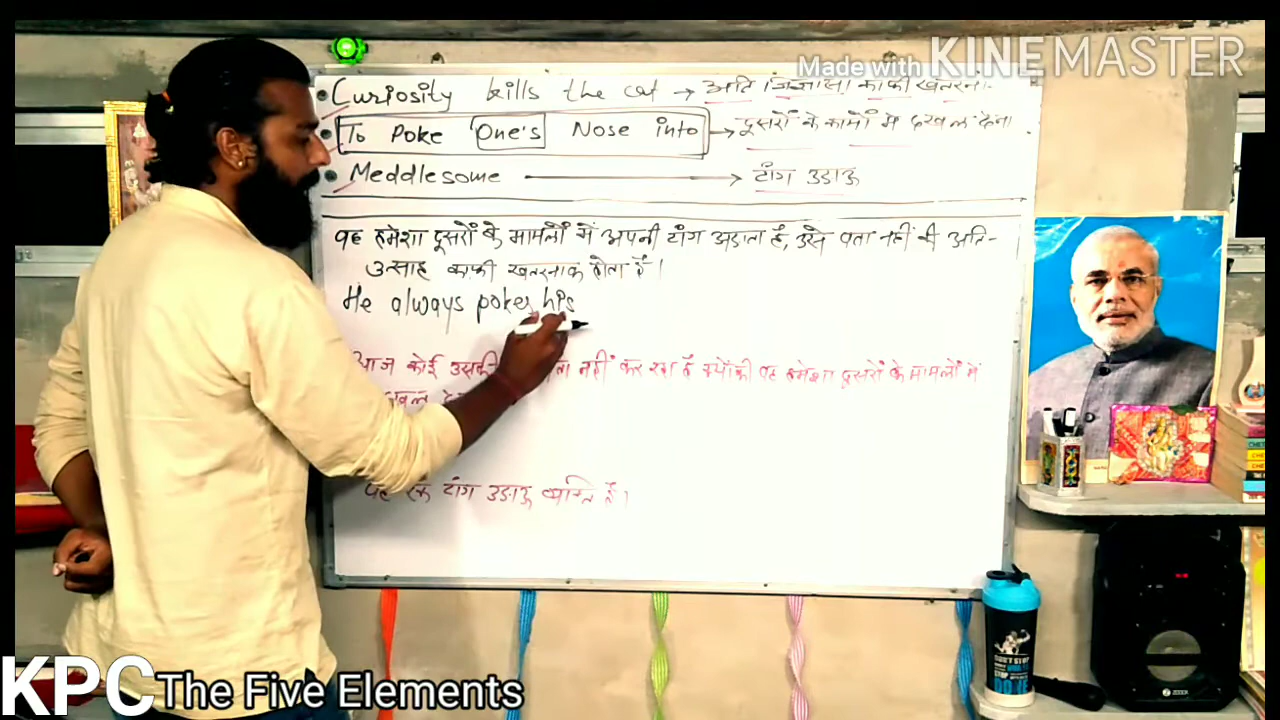 Made with KINEMASTER
Curiosity kills the cat → अति जिज्ञासा काफी खतरना
To Poke One's Nose into → दूसरों के कामों में दखल देना
Meddlesome → टांग उडाऊ
वह हमेशा दूसरों के मामलों में अपनी टांग अडाता है, उसे पता नहीं की अति-
उत्साह काफी खतरनाक होता है।
He always pokes his
आज कोई उसकी नहीं कर रहा है क्योंकी वह हमेशा दूसरों के मामलों में
वह एक टांग उडाऊ व्यक्ति है।
KPC The Five Elements